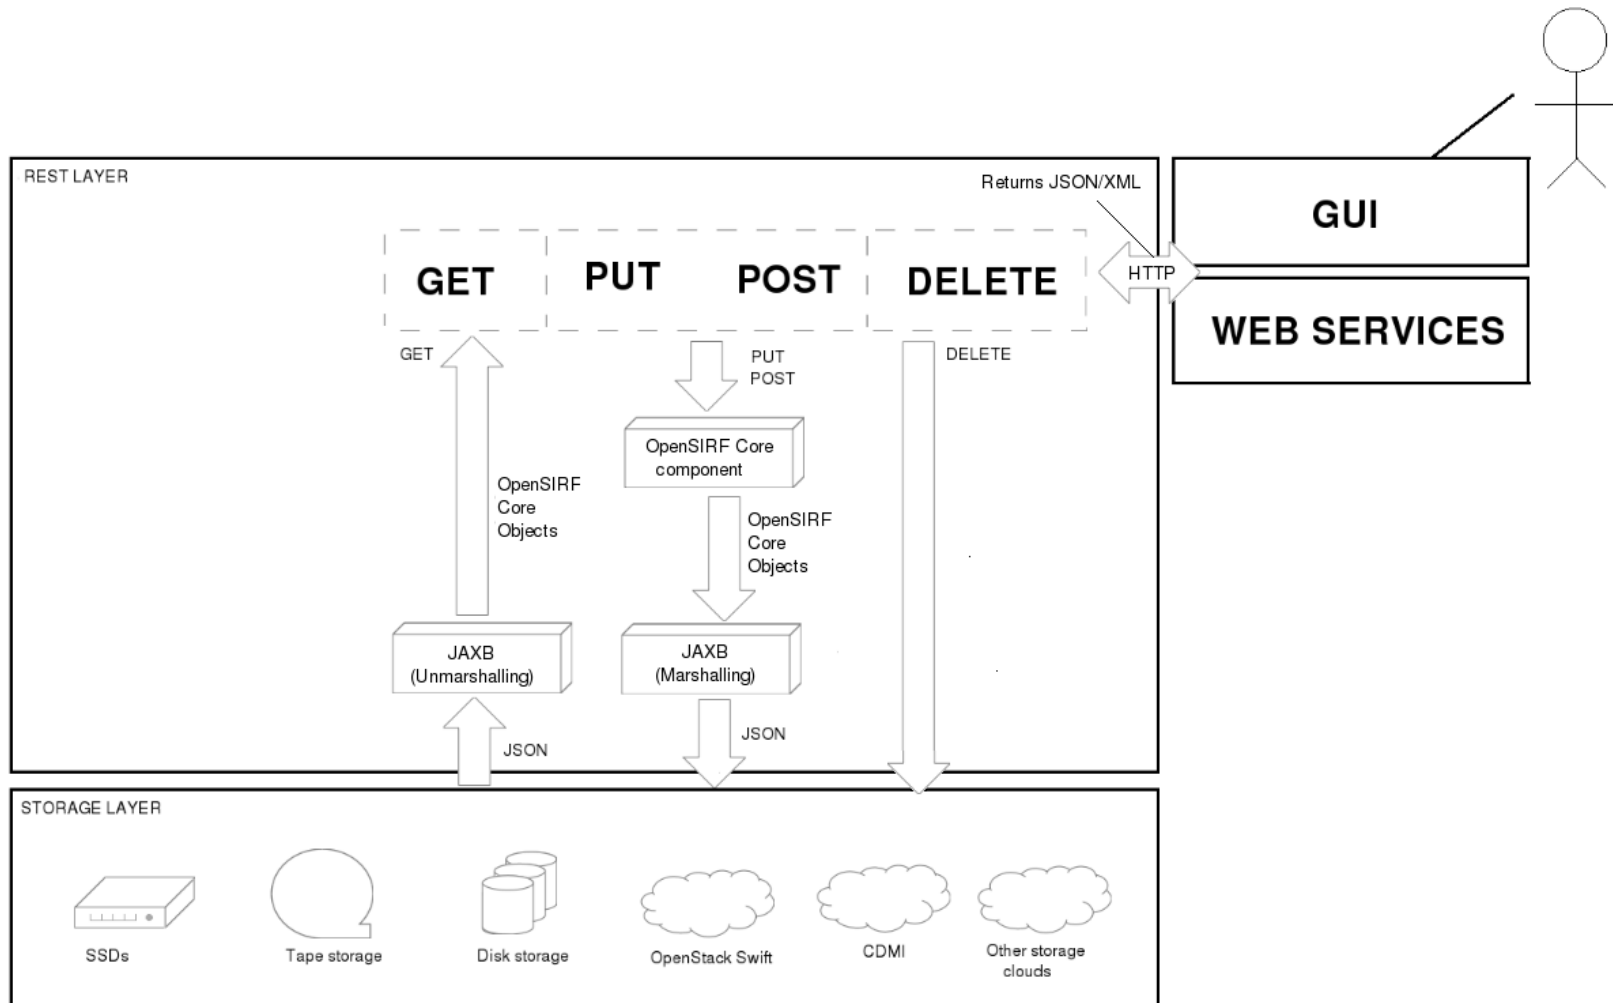 REST LAYER
Returns JSON/XML
GUI
GET
PUT
POST
DELETE
HTTP
WEB SERVICES
GET
PUT
POST
DELETE
OpenSIRF Core
component
OpenSIRF
Core
Objects
OpenSIRF
Core
Objects
JAXB
(Unmarshalling)
JAXB
(Marshalling)
JSON
JSON
STORAGE LAYER
SSDs
Tape storage
Disk storage
OpenStack Swift
CDMI
Other storage
clouds